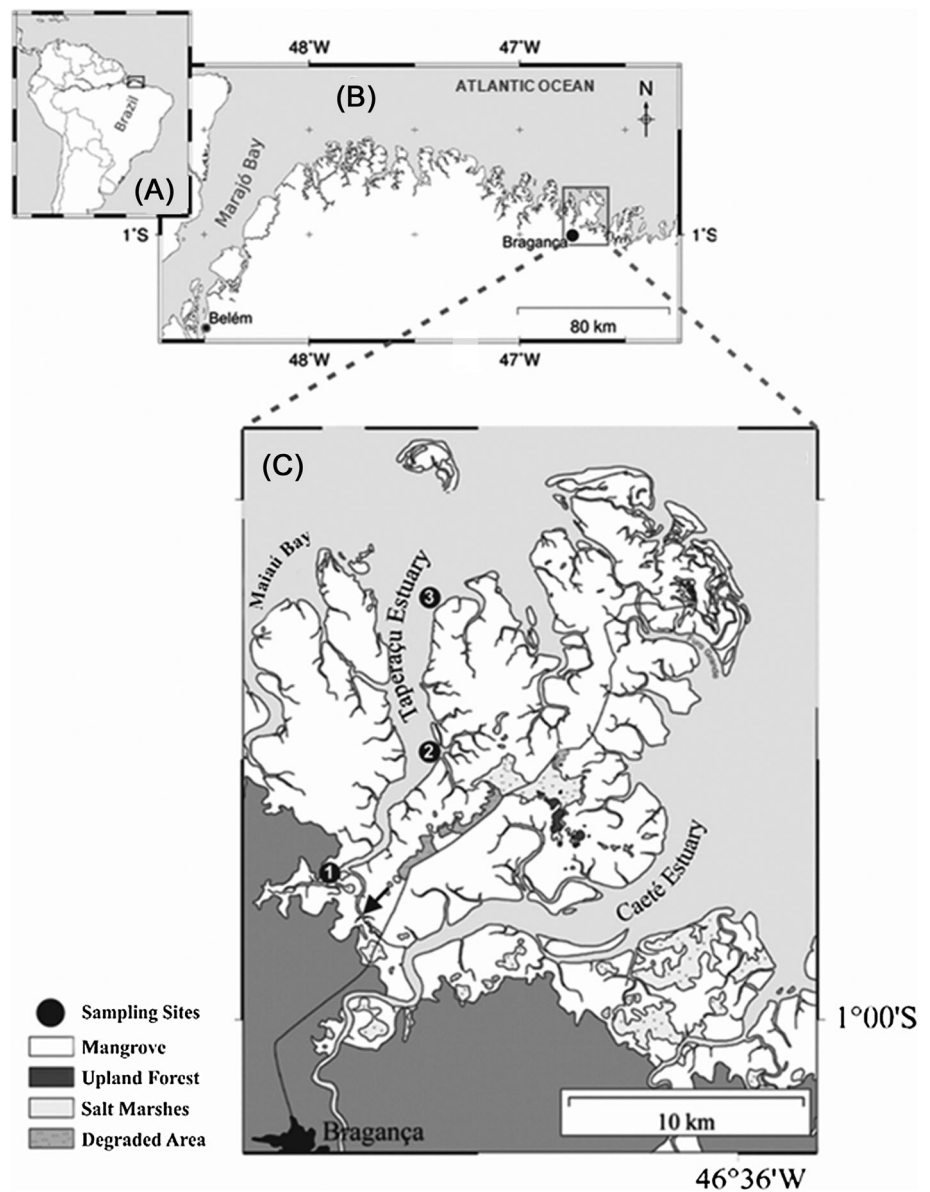 48°W
47°W
(B)
ATLANTIC OCEAN
N
Brazil
(A)
Marajó Bay
1°S
1°S
Bragança
Belém
80 km
48°W
47°W
(C)
Maiaú Bay
Taperaçu Estuary
3
2
1
Caeté Estuary
1°00'S
Sampling Sites
Mangrove
Upland Forest
Salt Marshes
Degraded Area
10 km
Bragança
46°36'W